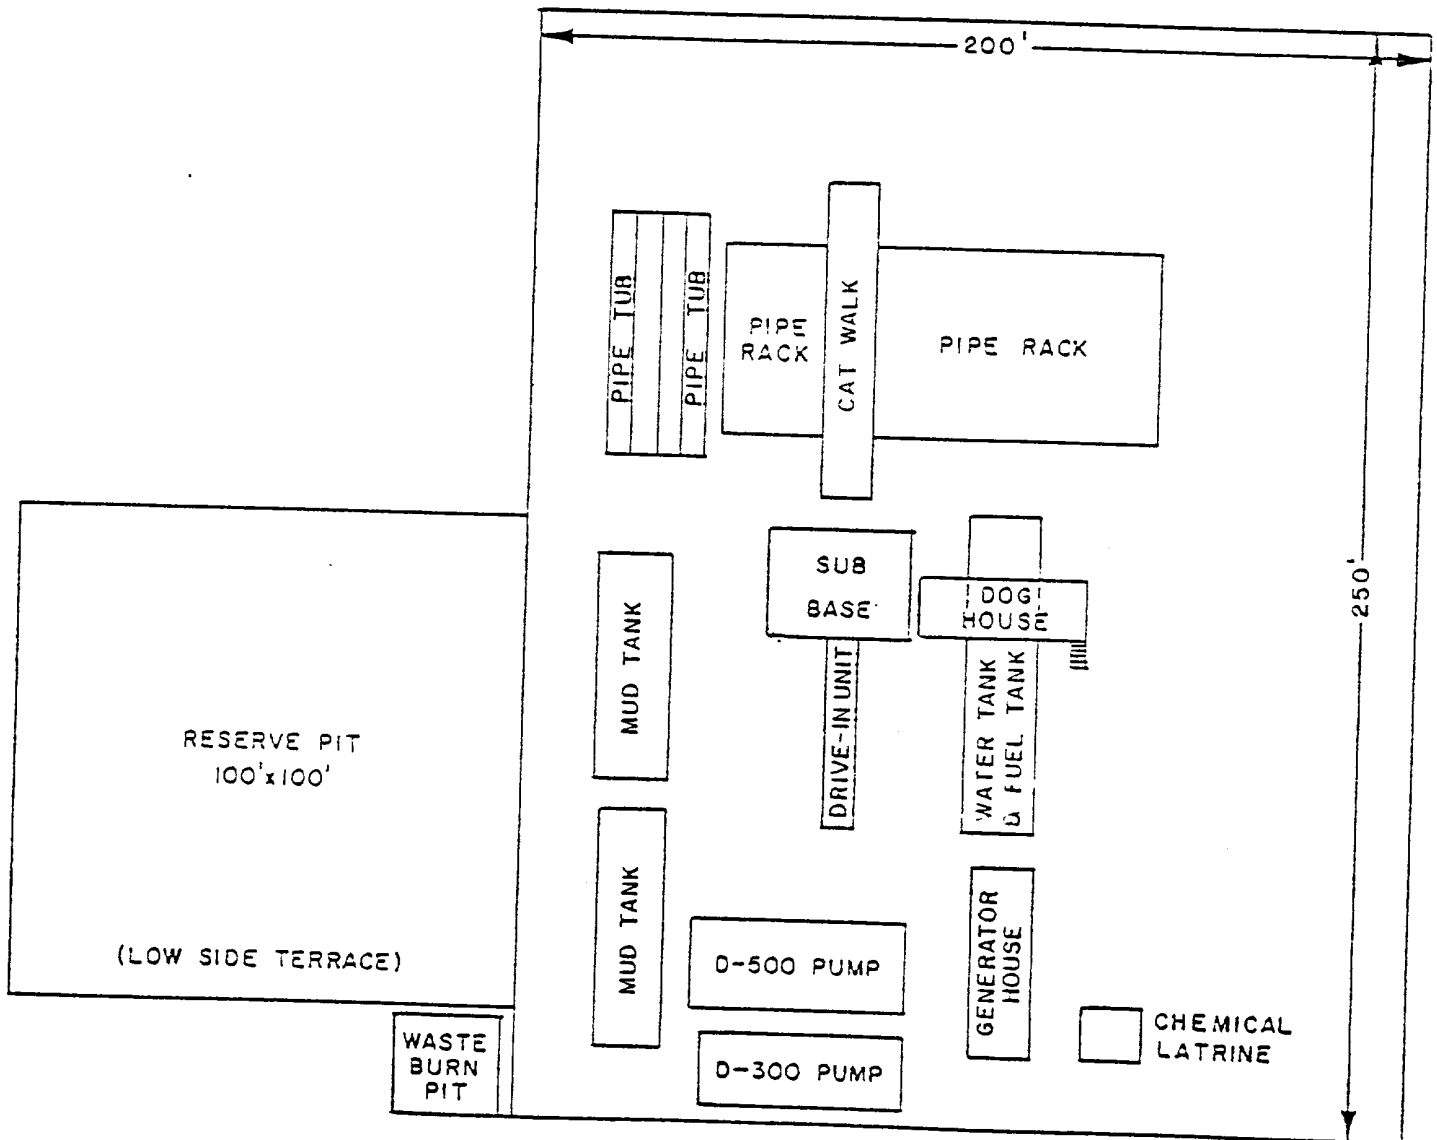 200'
PIPE TUB
PIPE TUB
PIPE
RACK
CAT WALK
PIPE RACK
250'
SUB
BASE
DOG
HOUSE
MUD TANK
DRIVE-IN UNIT
WATER TANK
& FUEL TANK
RESERVE PIT
100'x100'
(LOW SIDE TERRACE)
MUD TANK
D-500 PUMP
GENERATOR
HOUSE
WASTE
BURN
PIT
D-300 PUMP
CHEMICAL
LATRINE